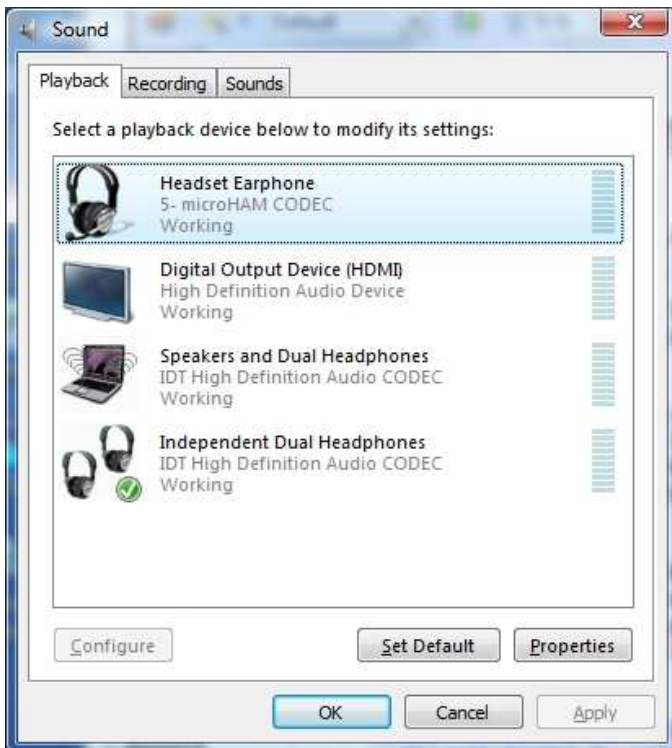 Sound
Playback Recording Sounds
Select a playback device below to modify its settings:
Headset Earphone
5- microHAM CODEC
Working
Digital Output Device (HDMI)
High Definition Audio Device
Working
Speakers and Dual Headphones
IDT High Definition Audio CODEC
Working
Independent Dual Headphones
IDT High Definition Audio CODEC
Working
Configure Set Default Properties
OK Cancel Apply